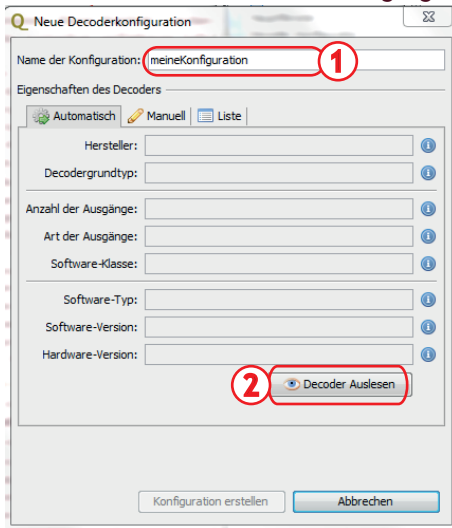 Neue Decoderkonfiguration
Name der Konfiguration: meineKonfiguration 1
Eigenschaften des Decoders
Automatisch Manuell Liste
Hersteller:
Decodergrundtyp:
Anzahl der Ausgänge:
Art der Ausgänge:
Software-Klasse:
Software-Typ:
Software-Version:
Hardware-Version:
2 Decoder Auslesen
Konfiguration erstellen Abbrechen